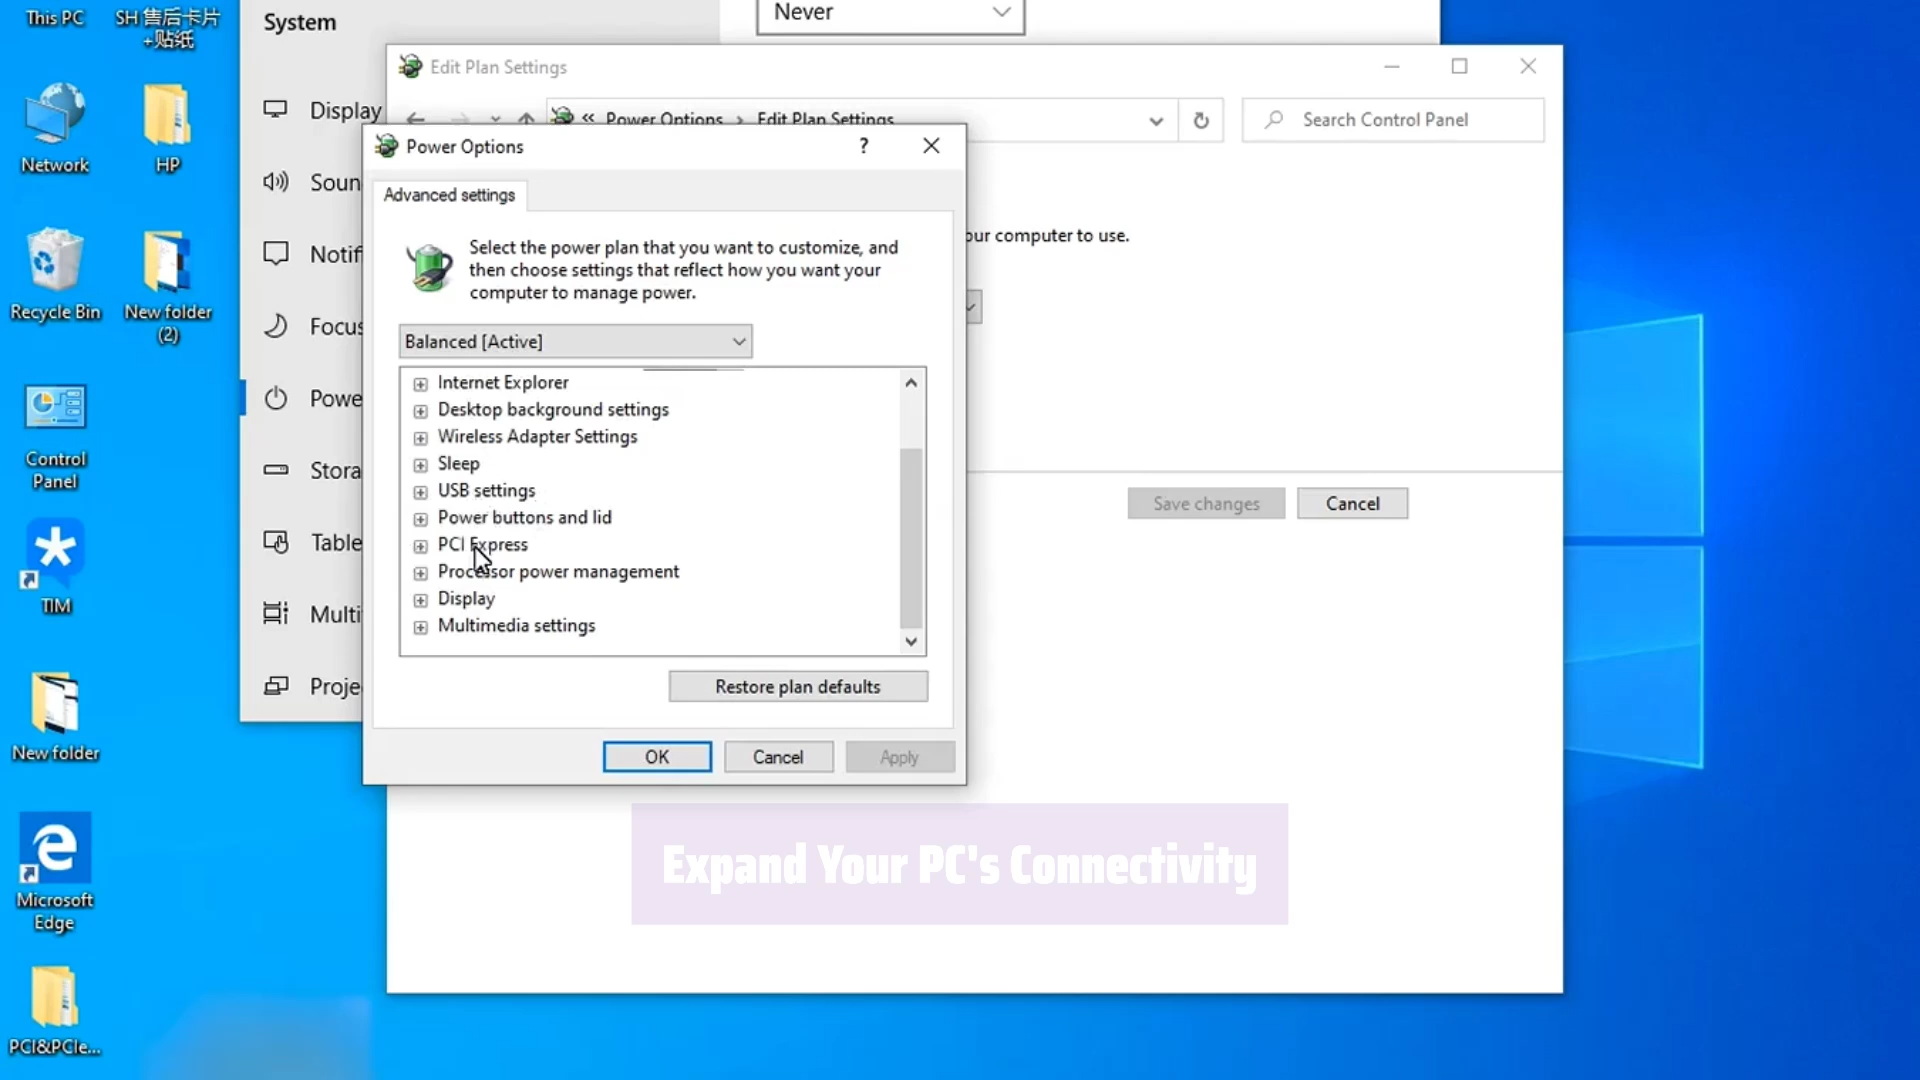 This PC
SH 售后卡片
+贴纸
Network
HP
Recycle Bin
New folder
(2)
Control
Panel
TIM
New folder
Microsoft
Edge
PCI&PCIe...
System
Display
Soun
Notif
Focus
Powe
Stora
Table
Multi
Proje
Never
Edit Plan Settings
« Power Options › Edit Plan Settings
Search Control Panel
our computer to use.
Save changes
Cancel
Power Options
?
Advanced settings
Select the power plan that you want to customize, and
then choose settings that reflect how you want your
computer to manage power.
Balanced [Active]
Internet Explorer
Desktop background settings
Wireless Adapter Settings
Sleep
USB settings
Power buttons and lid
PCI Express
Processor power management
Display
Multimedia settings
Restore plan defaults
OK
Cancel
Apply
Expand Your PC's Connectivity